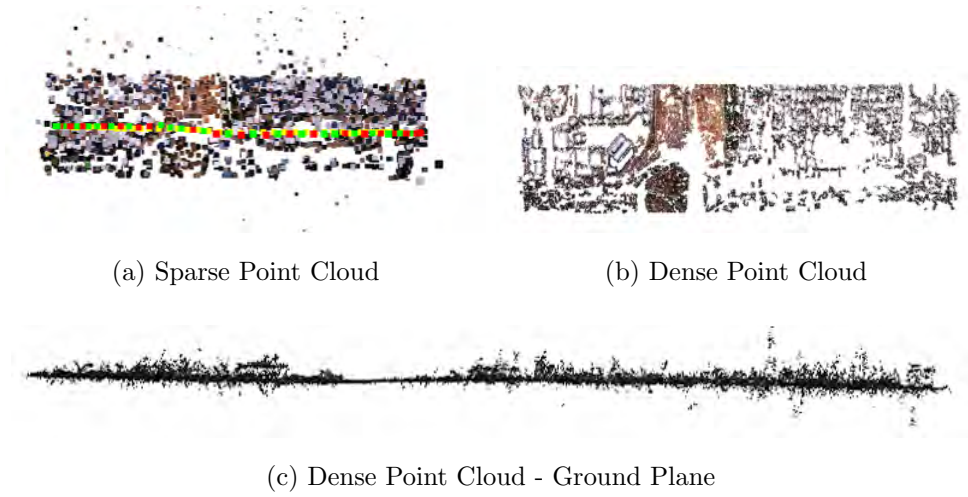 (a) Sparse Point Cloud
(b) Dense Point Cloud
(c) Dense Point Cloud - Ground Plane